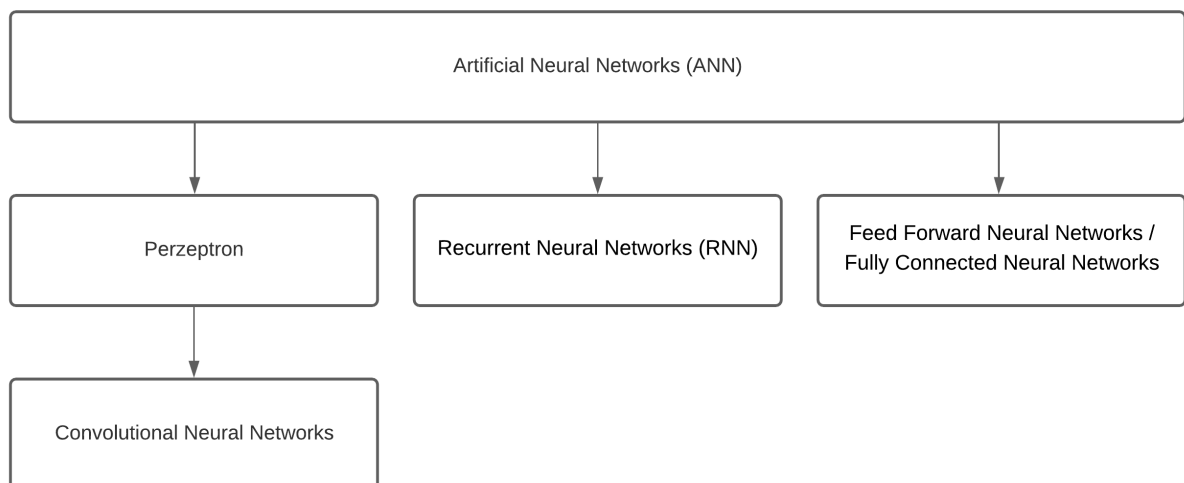 Artificial Neural Networks (ANN)
Perzeptron
Recurrent Neural Networks (RNN)
Feed Forward Neural Networks /
Fully Connected Neural Networks
Convolutional Neural Networks